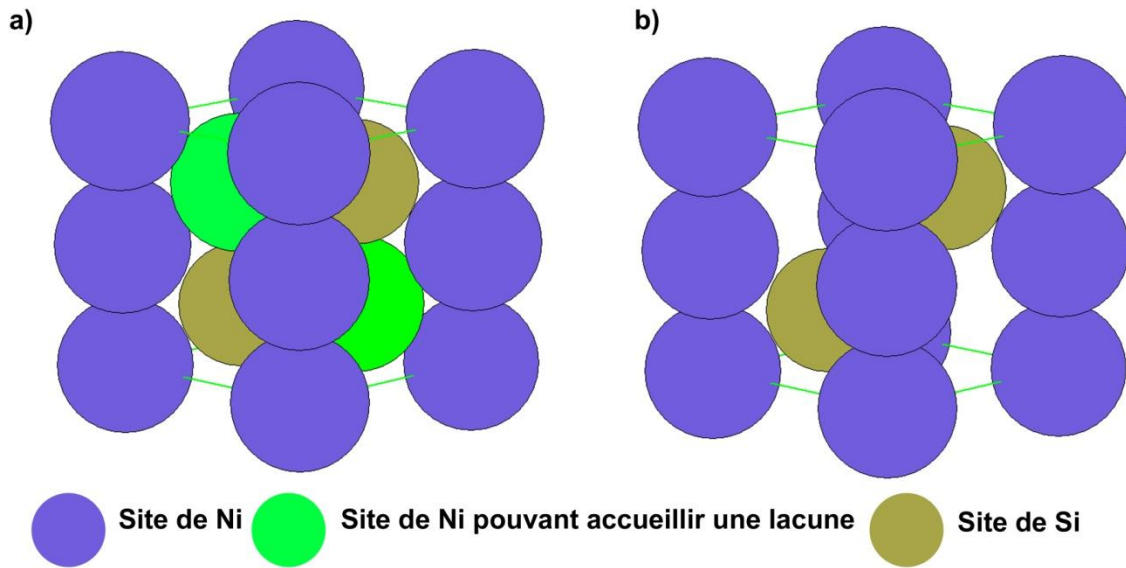 a)
b)
Site de Ni
Site de Ni pouvant accueillir une lacune
Site de Si